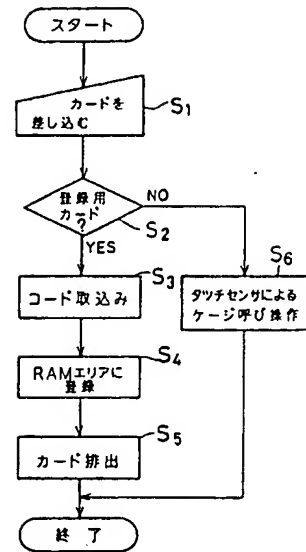 スタート
カードを
差し込む
S1
登録用
カード
?
NO
S2
YES
S6
S3
コード取込み
タッチセンサによる
ケージ呼び操作
S4
RAMエリアに
登録
S5
カード排出
終了